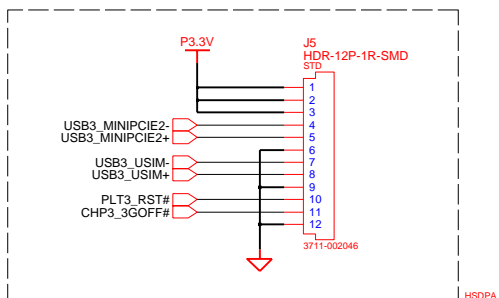 P3.3V
J5
HDR-12P-1R-SMD
STD
1
2
3
USB3_MINIPCIE2- 4
USB3_MINIPCIE2+ 5
6
USB3_USIM- 7
USB3_USIM+ 8
9
PLT3_RST# 10
CHP3_3GOFF# 11
12
3711-002046
HSDPA